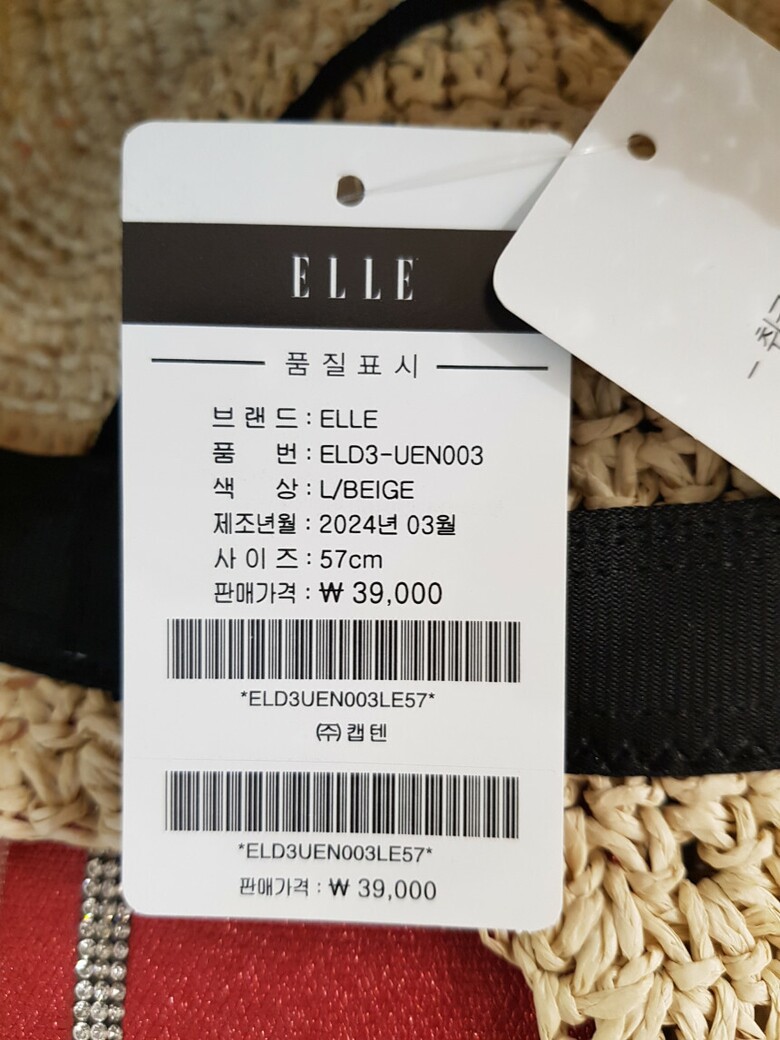 ELLE
품질표시
브랜드 : ELLE
품 번 : ELD3-UEN003
색 상 : L/BEIGE
제조년월 : 2024년 03월
사이즈 : 57cm
판매가격 : ₩ 39,000
*ELD3UEN003LE57*
㈜캡텐
*ELD3UEN003LE57*
판매가격 : ₩ 39,000